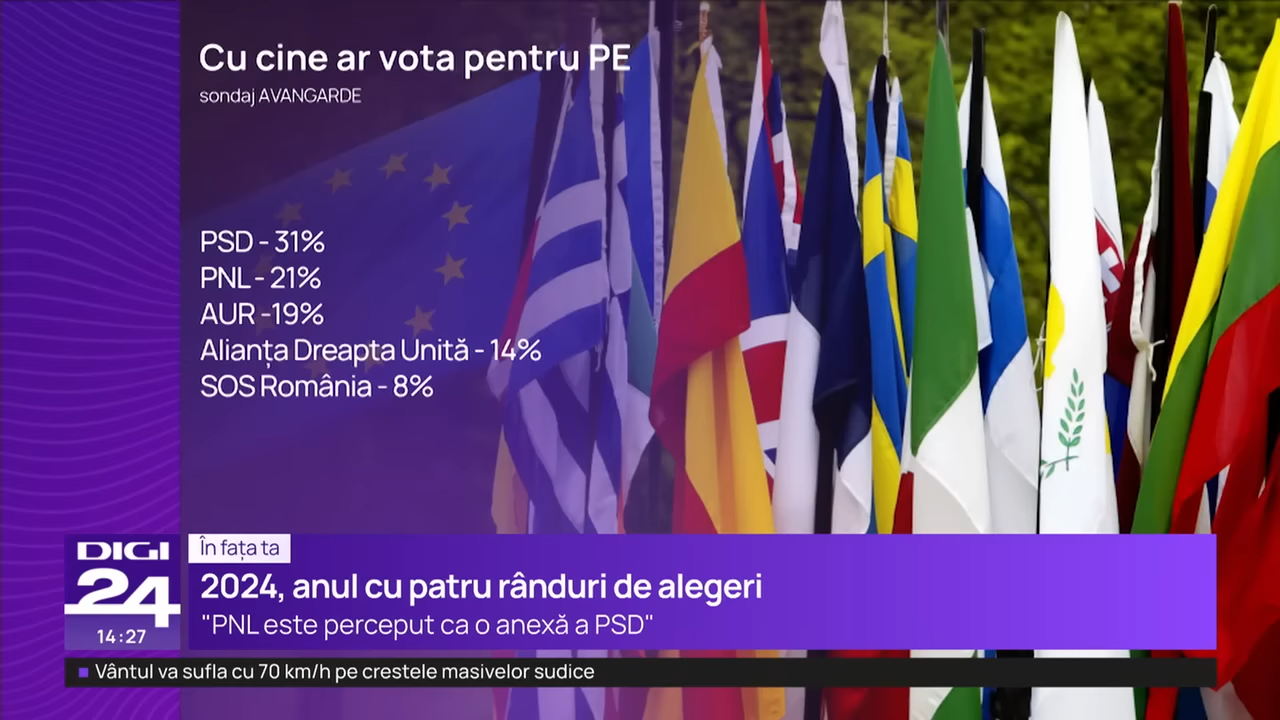 Cu cine ar vota pentru PE
sondaj AVANGARDE
PSD - 31%
PNL - 21%
AUR -19%
Alianța Dreapta Unită - 14%
SOS România - 8%
DIGI
24
14:27
În fața ta
2024, anul cu patru rânduri de alegeri
"PNL este perceput ca o anexă a PSD"
Vântul va sufla cu 70 km/h pe crestele masivelor sudice